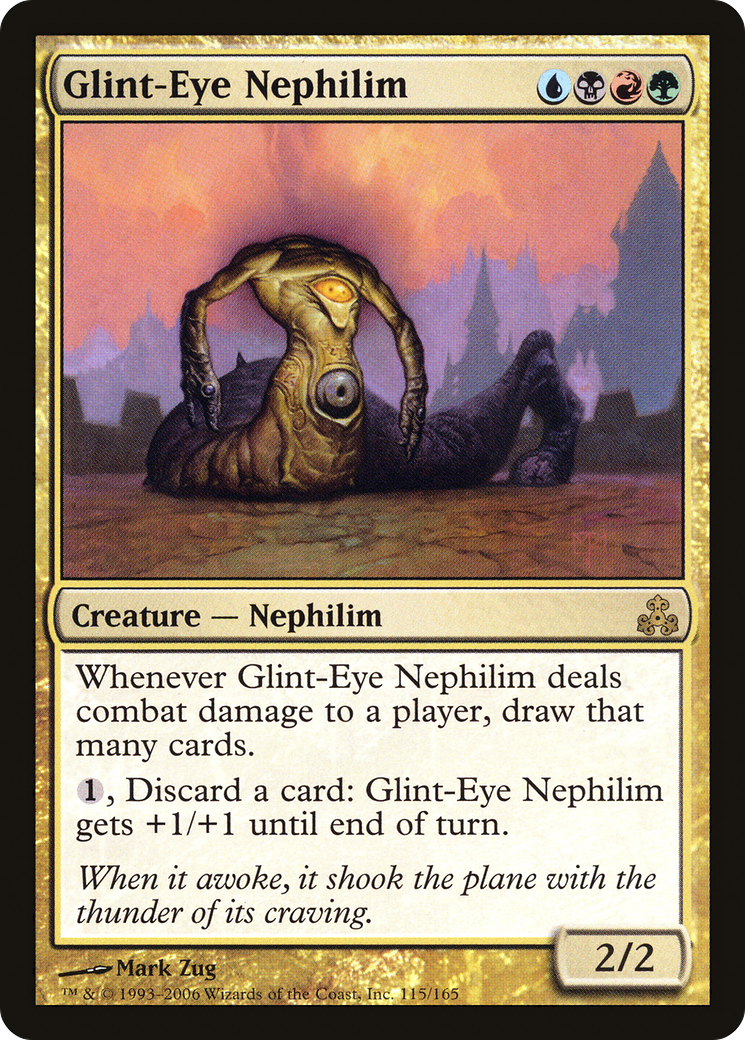 Glint-Eye Nephilim
Creature — Nephilim
Whenever Glint-Eye Nephilim deals
combat damage to a player, draw that
many cards.
1, Discard a card: Glint-Eye Nephilim
gets +1/+1 until end of turn.
When it awoke, it shook the plane with the
thunder of its craving.
2/2
Mark Zug
™ & © 1993–2006 Wizards of the Coast, Inc. 115/165